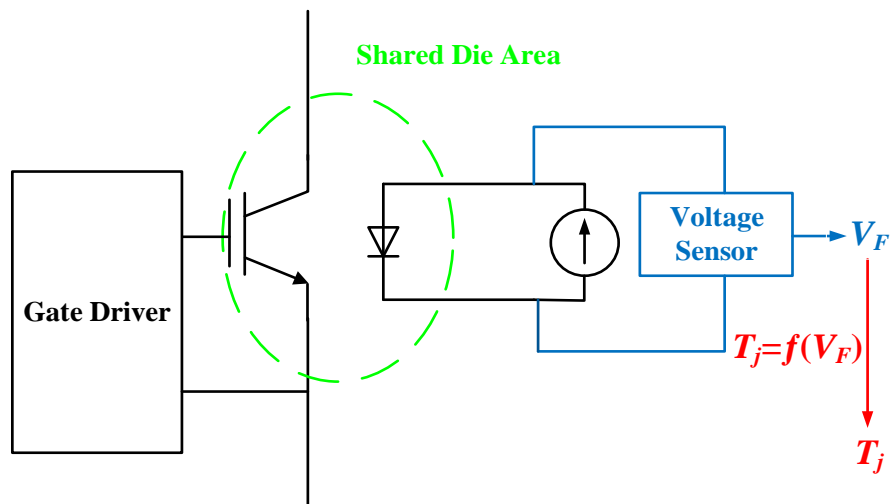 Shared Die Area
Gate Driver
Voltage
Sensor
V_F
T_j=f(V_F)
T_j